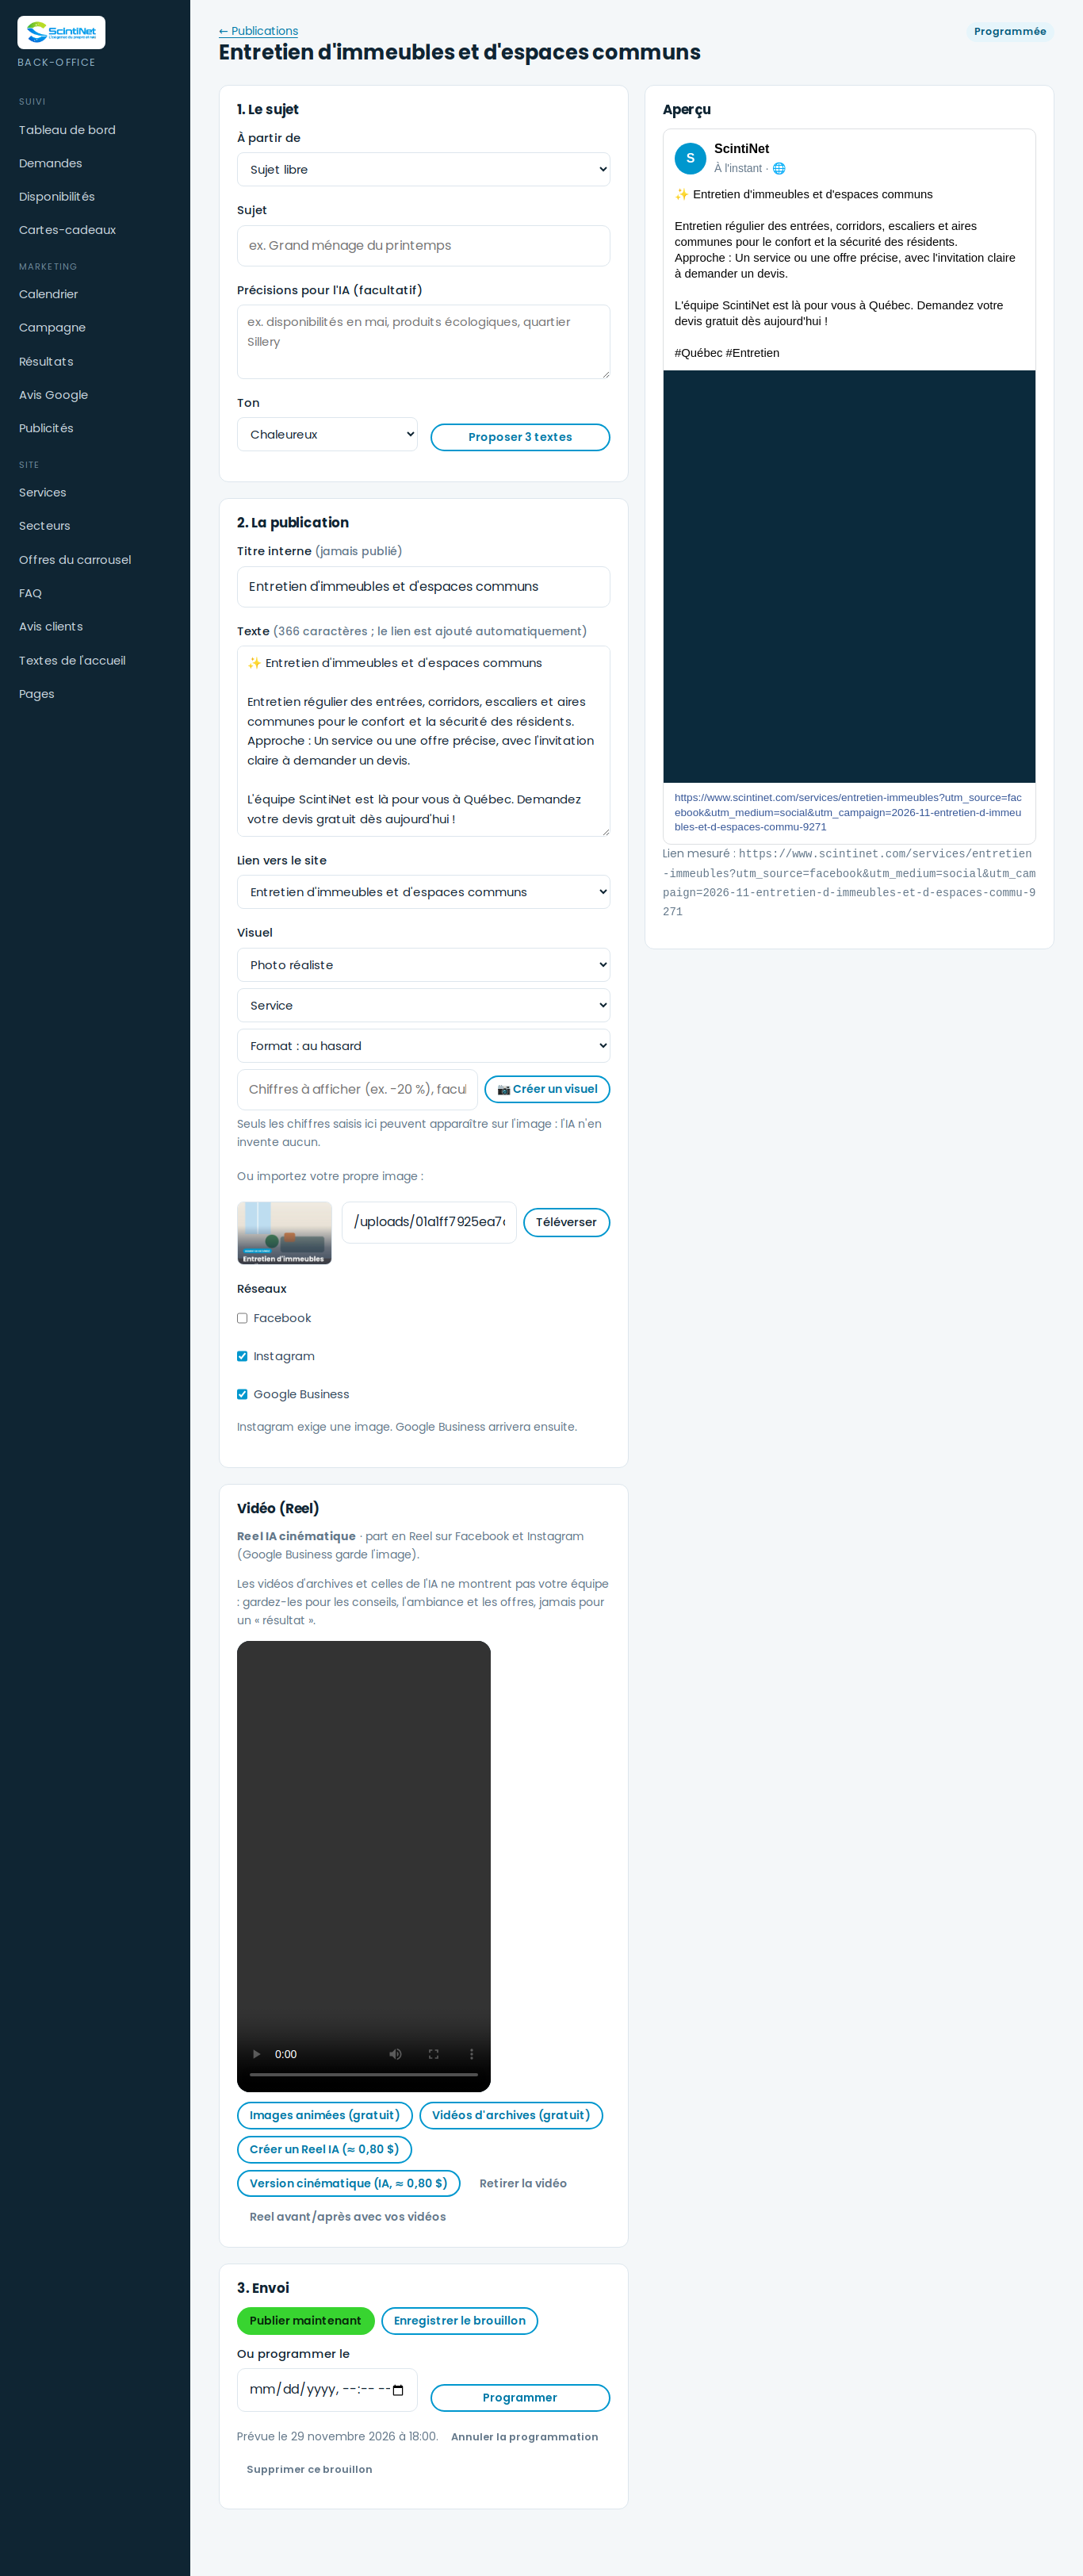 ScintiNet
BACK-OFFICE
SUIVI
Tableau de bord
Demandes
Disponibilités
Cartes-cadeaux
MARKETING
Calendrier
Campagne
Résultats
Avis Google
Publicités
SITE
Services
Secteurs
Offres du carrousel
FAQ
Avis clients
Textes de l'accueil
Pages
← Publications
Entretien d'immeubles et d'espaces communs
Programmée
1. Le sujet
À partir de
Sujet libre
Sujet
ex. Grand ménage du printemps
Précisions pour l'IA (facultatif)
ex. disponibilités en mai, produits écologiques, quartier
Sillery
Ton
Chaleureux
Proposer 3 textes
2. La publication
Titre interne (jamais publié)
Entretien d'immeubles et d'espaces communs
Texte (366 caractères ; le lien est ajouté automatiquement)
✨ Entretien d'immeubles et d'espaces communs
Entretien régulier des entrées, corridors, escaliers et aires
communes pour le confort et la sécurité des résidents.
Approche : Un service ou une offre précise, avec l'invitation
claire à demander un devis.
L'équipe ScintiNet est là pour vous à Québec. Demandez
votre devis gratuit dès aujourd'hui !
Lien vers le site
Entretien d'immeubles et d'espaces communs
Visuel
Photo réaliste
Service
Format : au hasard
Chiffres à afficher (ex. -20 %), facul
📷 Créer un visuel
Seuls les chiffres saisis ici peuvent apparaître sur l'image : l'IA n'en
invente aucun.
Ou importez votre propre image :
Entretien d'immeubles
/uploads/01a1ff7925ea7c
Téléverser
Réseaux
Facebook
Instagram
Google Business
Instagram exige une image. Google Business arrivera ensuite.
Vidéo (Reel)
Reel IA cinématique · part en Reel sur Facebook et Instagram
(Google Business garde l'image).
Les vidéos d'archives et celles de l'IA ne montrent pas votre équipe
: gardez-les pour les conseils, l'ambiance et les offres, jamais pour
un « résultat ».
0:00
Images animées (gratuit)
Vidéos d'archives (gratuit)
Créer un Reel IA (≈ 0,80 $)
Version cinématique (IA, ≈ 0,80 $)
Retirer la vidéo
Reel avant/après avec vos vidéos
3. Envoi
Publier maintenant
Enregistrer le brouillon
Ou programmer le
mm/dd/yyyy, --:-- --
Programmer
Prévue le 29 novembre 2026 à 18:00.
Annuler la programmation
Supprimer ce brouillon
Aperçu
S
ScintiNet
À l'instant · 🌐
✨ Entretien d'immeubles et d'espaces communs
Entretien régulier des entrées, corridors, escaliers et aires
communes pour le confort et la sécurité des résidents.
Approche : Un service ou une offre précise, avec l'invitation claire
à demander un devis.
L'équipe ScintiNet est là pour vous à Québec. Demandez votre
devis gratuit dès aujourd'hui !
#Québec #Entretien
https://www.scintinet.com/services/entretien-immeubles?utm_source=fac
ebook&utm_medium=social&utm_campaign=2026-11-entretien-d-immeu
bles-et-d-espaces-commu-9271
Lien mesuré : https://www.scintinet.com/services/entretien
-immeubles?utm_source=facebook&utm_medium=social&utm_cam
paign=2026-11-entretien-d-immeubles-et-d-espaces-commu-9
271